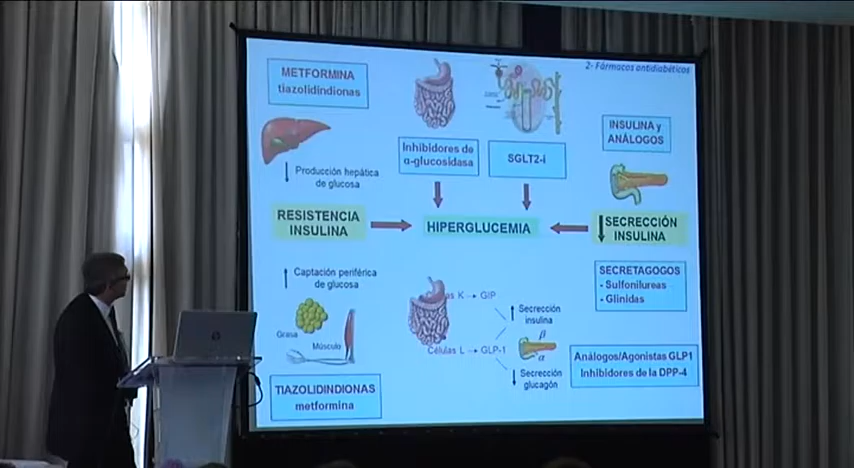 2- Fármacos antidiabéticos
METFORMINA
tiazolidindionas
INSULINA y
ANÁLOGOS
Inhibidores de
α-glucosidasa
SGLT2-i
Producción hepática
de glucosa
RESISTENCIA
INSULINA
HIPERGLUCEMIA
SECRECIÓN
INSULINA
Captación periférica
de glucosa
SECRETAGOGOS
- Sulfonilureas
- Glinidas
as K → GIP
Secreción
insulina
Grasa
Músculo
β
α
Células L → GLP-1
Secreción
glucagón
Análogos/Agonistas GLP1
Inhibidores de la DPP-4
TIAZOLIDINDIONAS
metformina